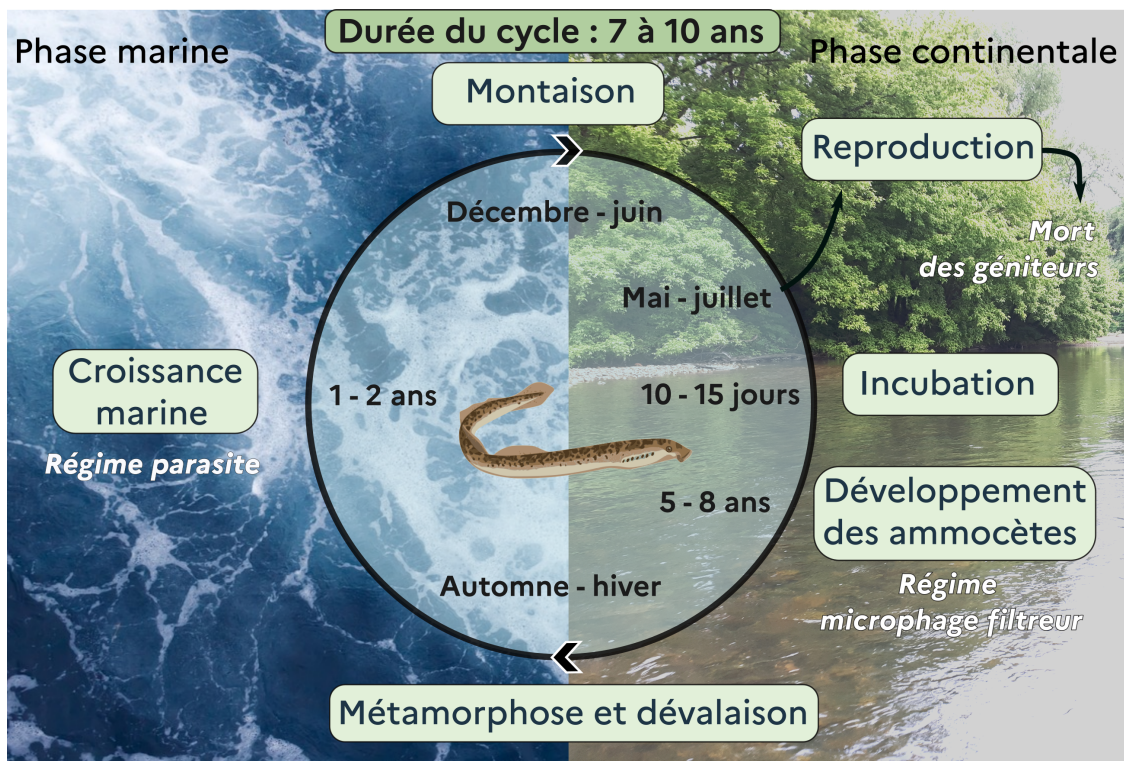 Durée du cycle : 7 à 10 ans
Phase marine
Phase continentale
Montaison
Reproduction
Décembre - juin
Mort
des géniteurs
Mai - juillet
Croissance
marine
1 - 2 ans
10 - 15 jours
Incubation
Régime parasite
5 - 8 ans
Développement
des ammocètes
Automne - hiver
Régime
microphage filtreur
Métamorphose et dévalaison